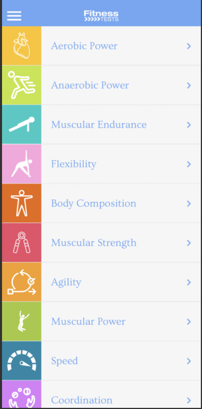 Fitness
TESTS
Aerobic Power
Anaerobic Power
Muscular Endurance
Flexibility
Body Composition
Muscular Strength
Agility
Muscular Power
Speed
Coordination